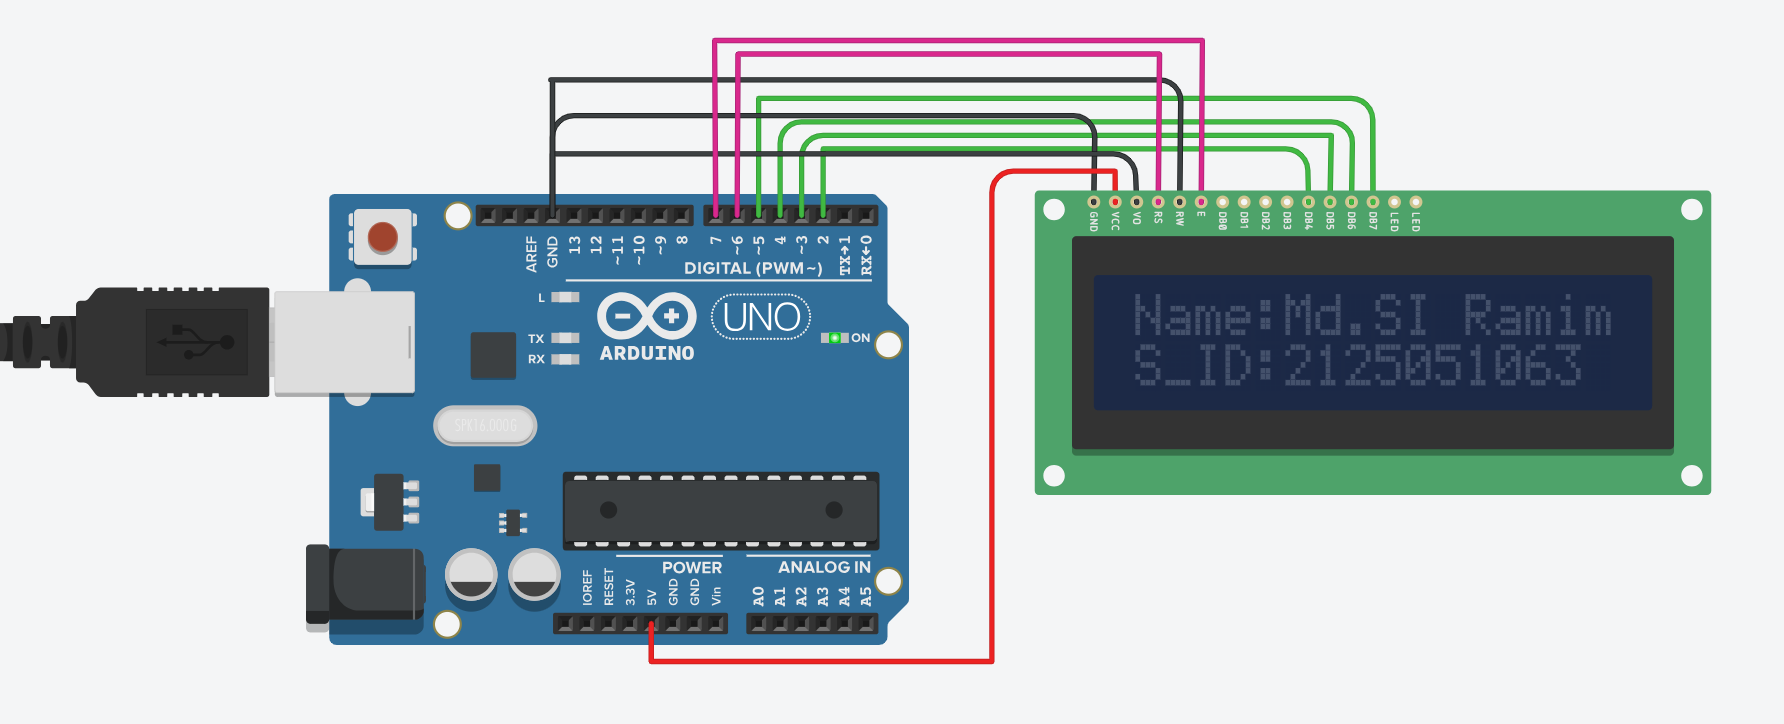 AREF
GND
13
12
~11
~10
~9
8
7
~6
~5
4
~3
2
TX→1
RX←0
DIGITAL (PWM~)
L
TX
RX
ARDUINO
UNO
ON
SPK16.000G
POWER
ANALOG IN
IOREF
RESET
3.3V
5V
GND
GND
Vin
A0
A1
A2
A3
A4
A5
GND
VCC
VO
RS
RW
E
DB0
DB1
DB2
DB3
DB4
DB5
DB6
DB7
LED
LED
Name:Md.SI Ramim
S_ID:2125051063